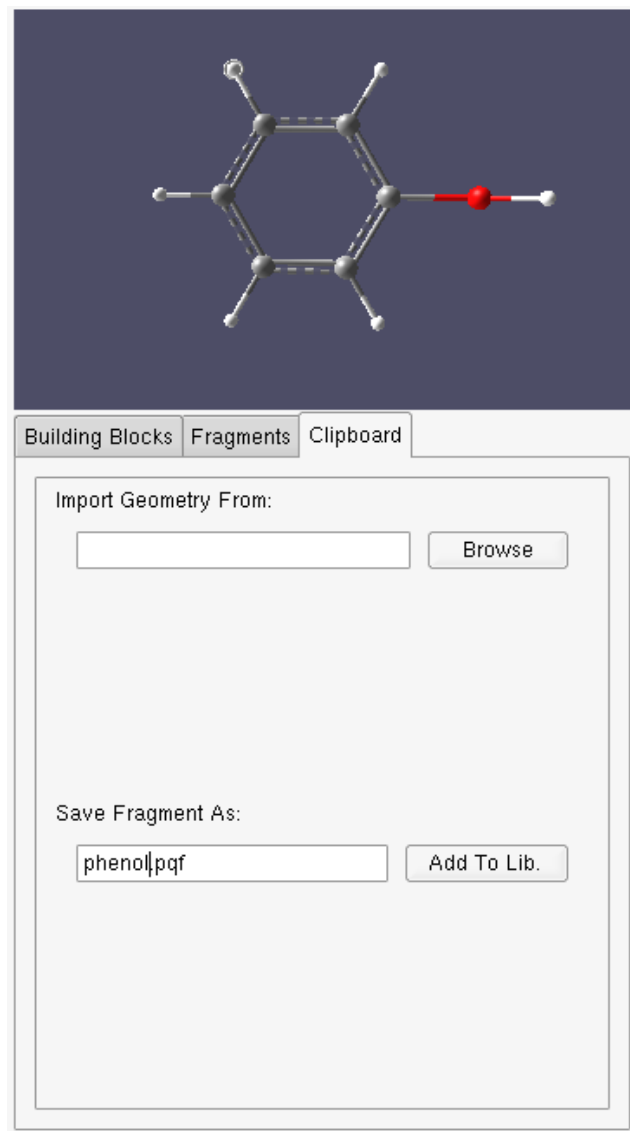 Building Blocks Fragments Clipboard
Import Geometry From:
Browse
Save Fragment As:
phenol.pqf Add To Lib.